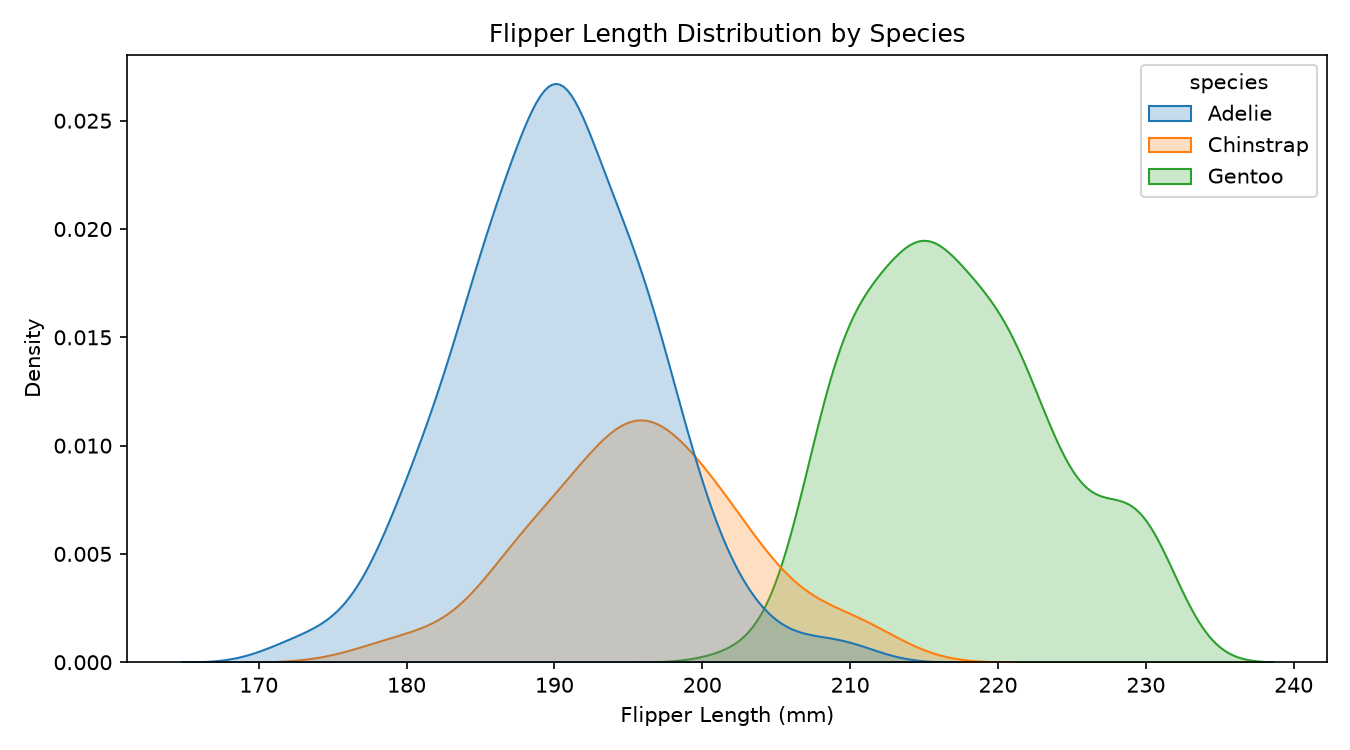 Flipper Length Distribution by Species
species
Adelie
Chinstrap
Gentoo
Density
0.025
0.020
0.015
0.010
0.005
0.000
170 180 190 200 210 220 230 240
Flipper Length (mm)